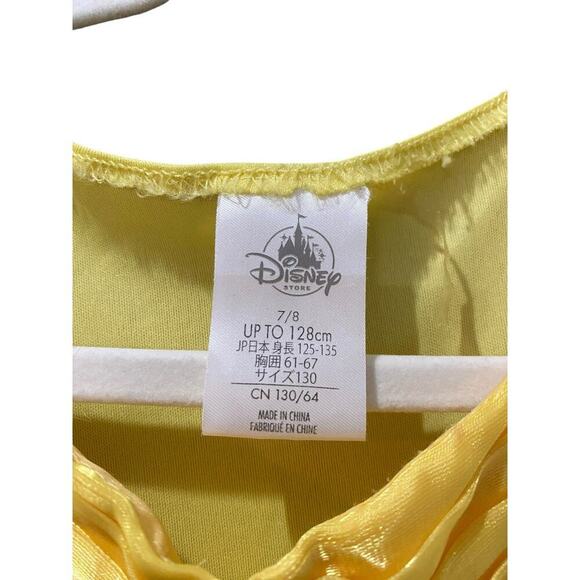 Disney
STORE
7/8
UP TO 128cm
JP日本 身長 125-135
胸囲 61-67
サイズ130
CN 130/64
MADE IN CHINA
FABRIQUÉ EN CHINE